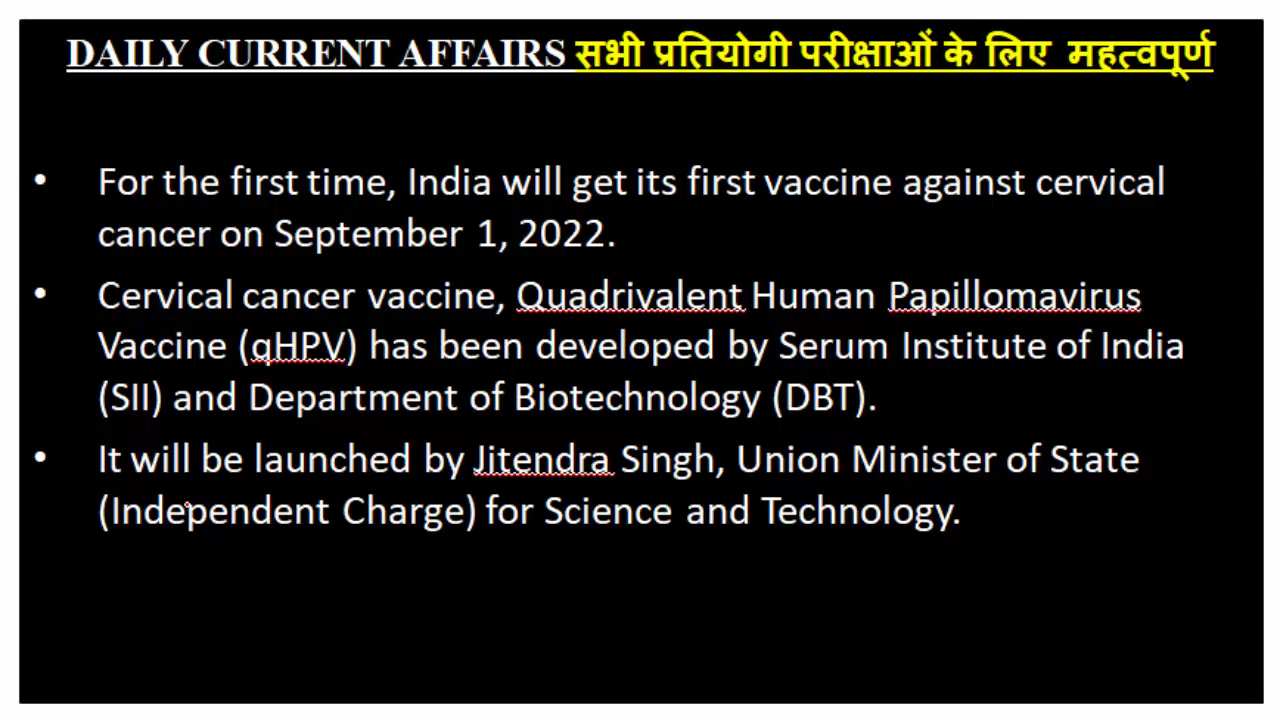 DAILY CURRENT AFFAIRS सभी प्रतियोगी परीक्षाओं के लिए महत्वपूर्ण
• For the first time, India will get its first vaccine against cervical
cancer on September 1, 2022.
• Cervical cancer vaccine, Quadrivalent Human Papillomavirus
Vaccine (qHPV) has been developed by Serum Institute of India
(SII) and Department of Biotechnology (DBT).
• It will be launched by Jitendra Singh, Union Minister of State
(Independent Charge) for Science and Technology.